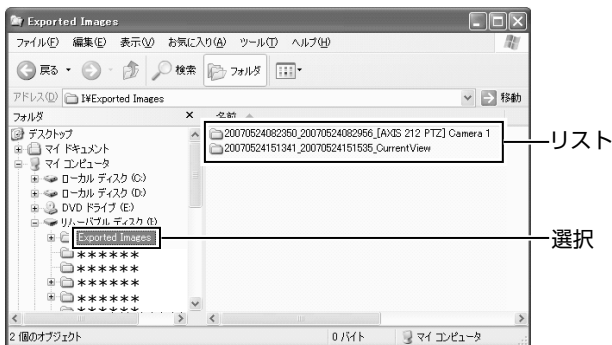 Exported Images
ファイル(F) 編集(E) 表示(V) お気に入り(A) ツール(T) ヘルプ(H)
戻る 検索 フォルダ
アドレス(D) I¥Exported Images 移動
フォルダ × 名前
デスクトップ
マイ ドキュメント
マイ コンピュータ
ローカル ディスク (C:)
ローカル ディスク (D:)
DVD ドライブ (E:)
リムーバブル ディスク (I:)
Exported Images
******
******
******
******
******
20070524082350_20070524082956_[AXIS 212 PTZ] Camera 1
20070524151341_20070524151535_CurrentView
リスト
選択
2 個のオブジェクト 0 バイト マイ コンピュータ